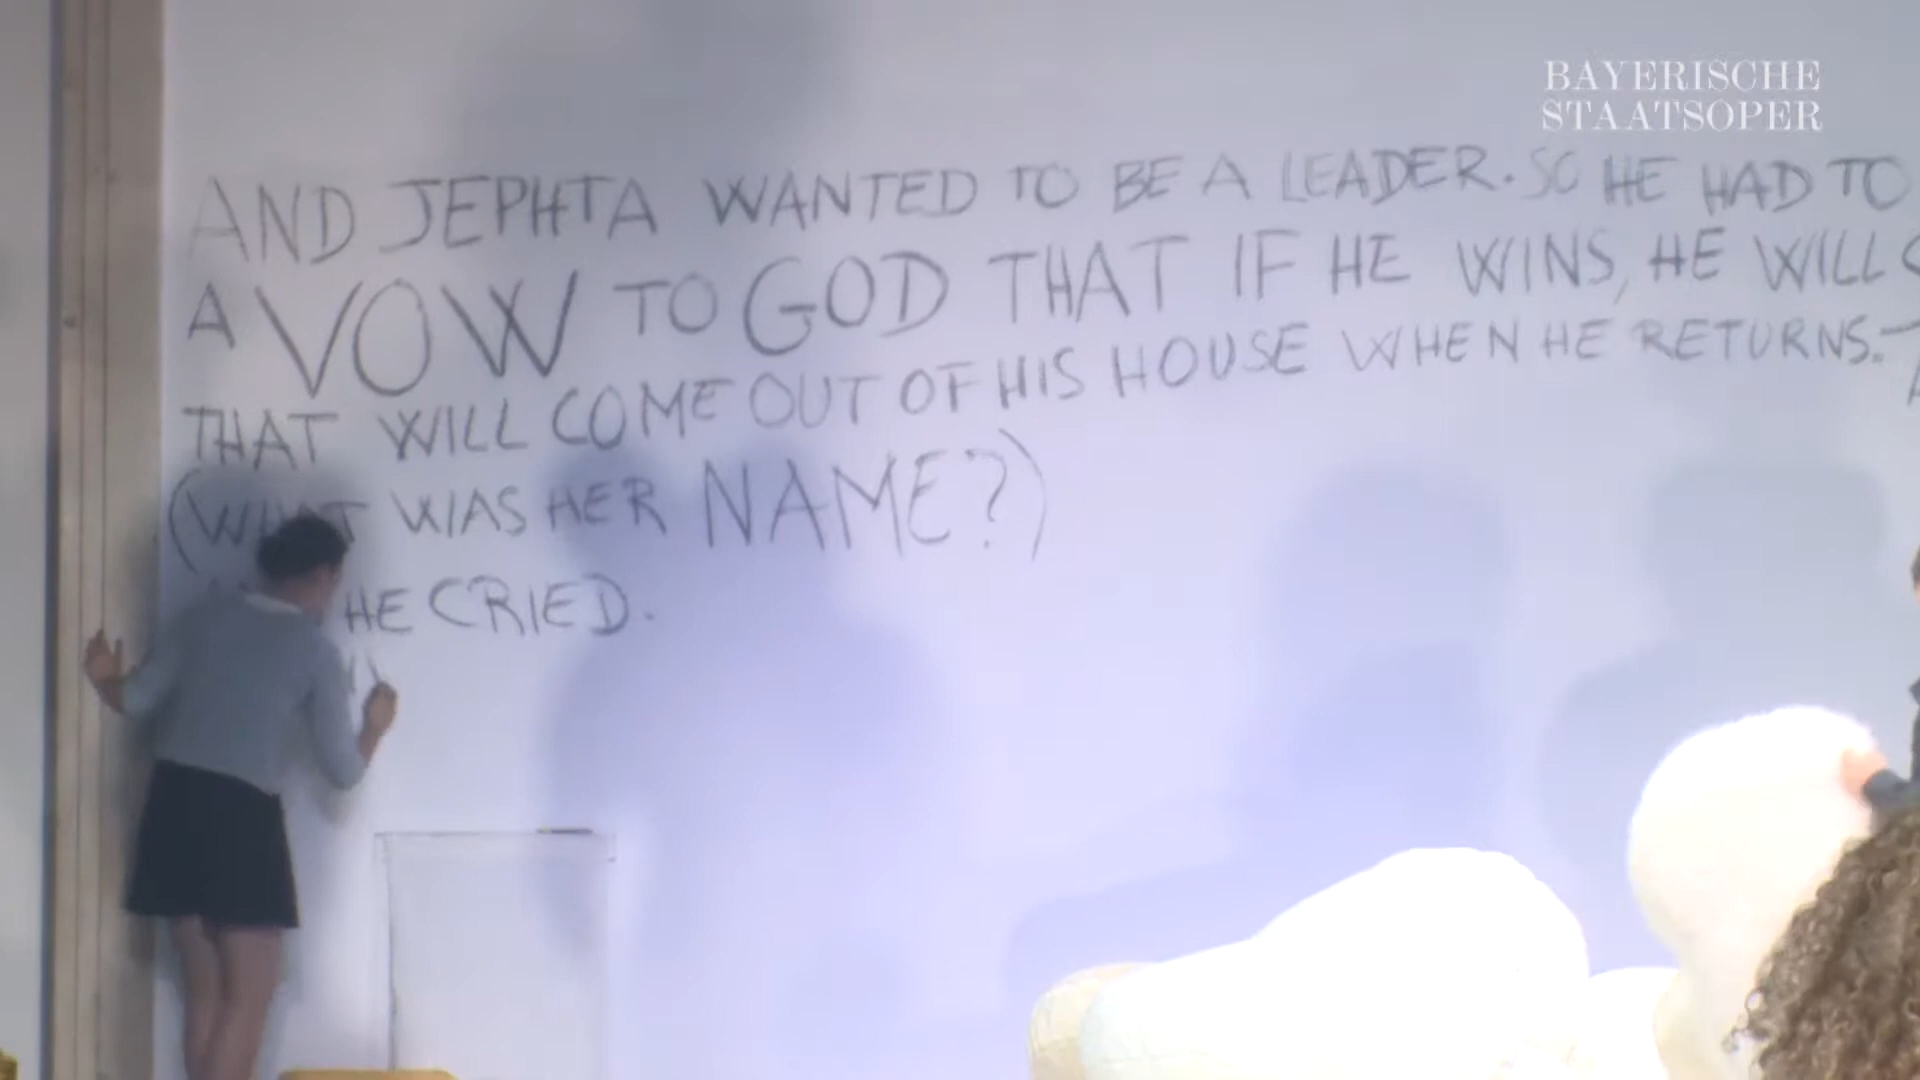 BAYERISCHE
STAATSOPER
AND JEPHTA WANTED TO BE A LEADER. SO HE HAD TO
A VOW TO GOD THAT IF HE WINS, HE WILL
THAT WILL COME OUT OF HIS HOUSE WHEN HE RETURNS.
(WHAT WAS HER NAME?)
HE CRIED.